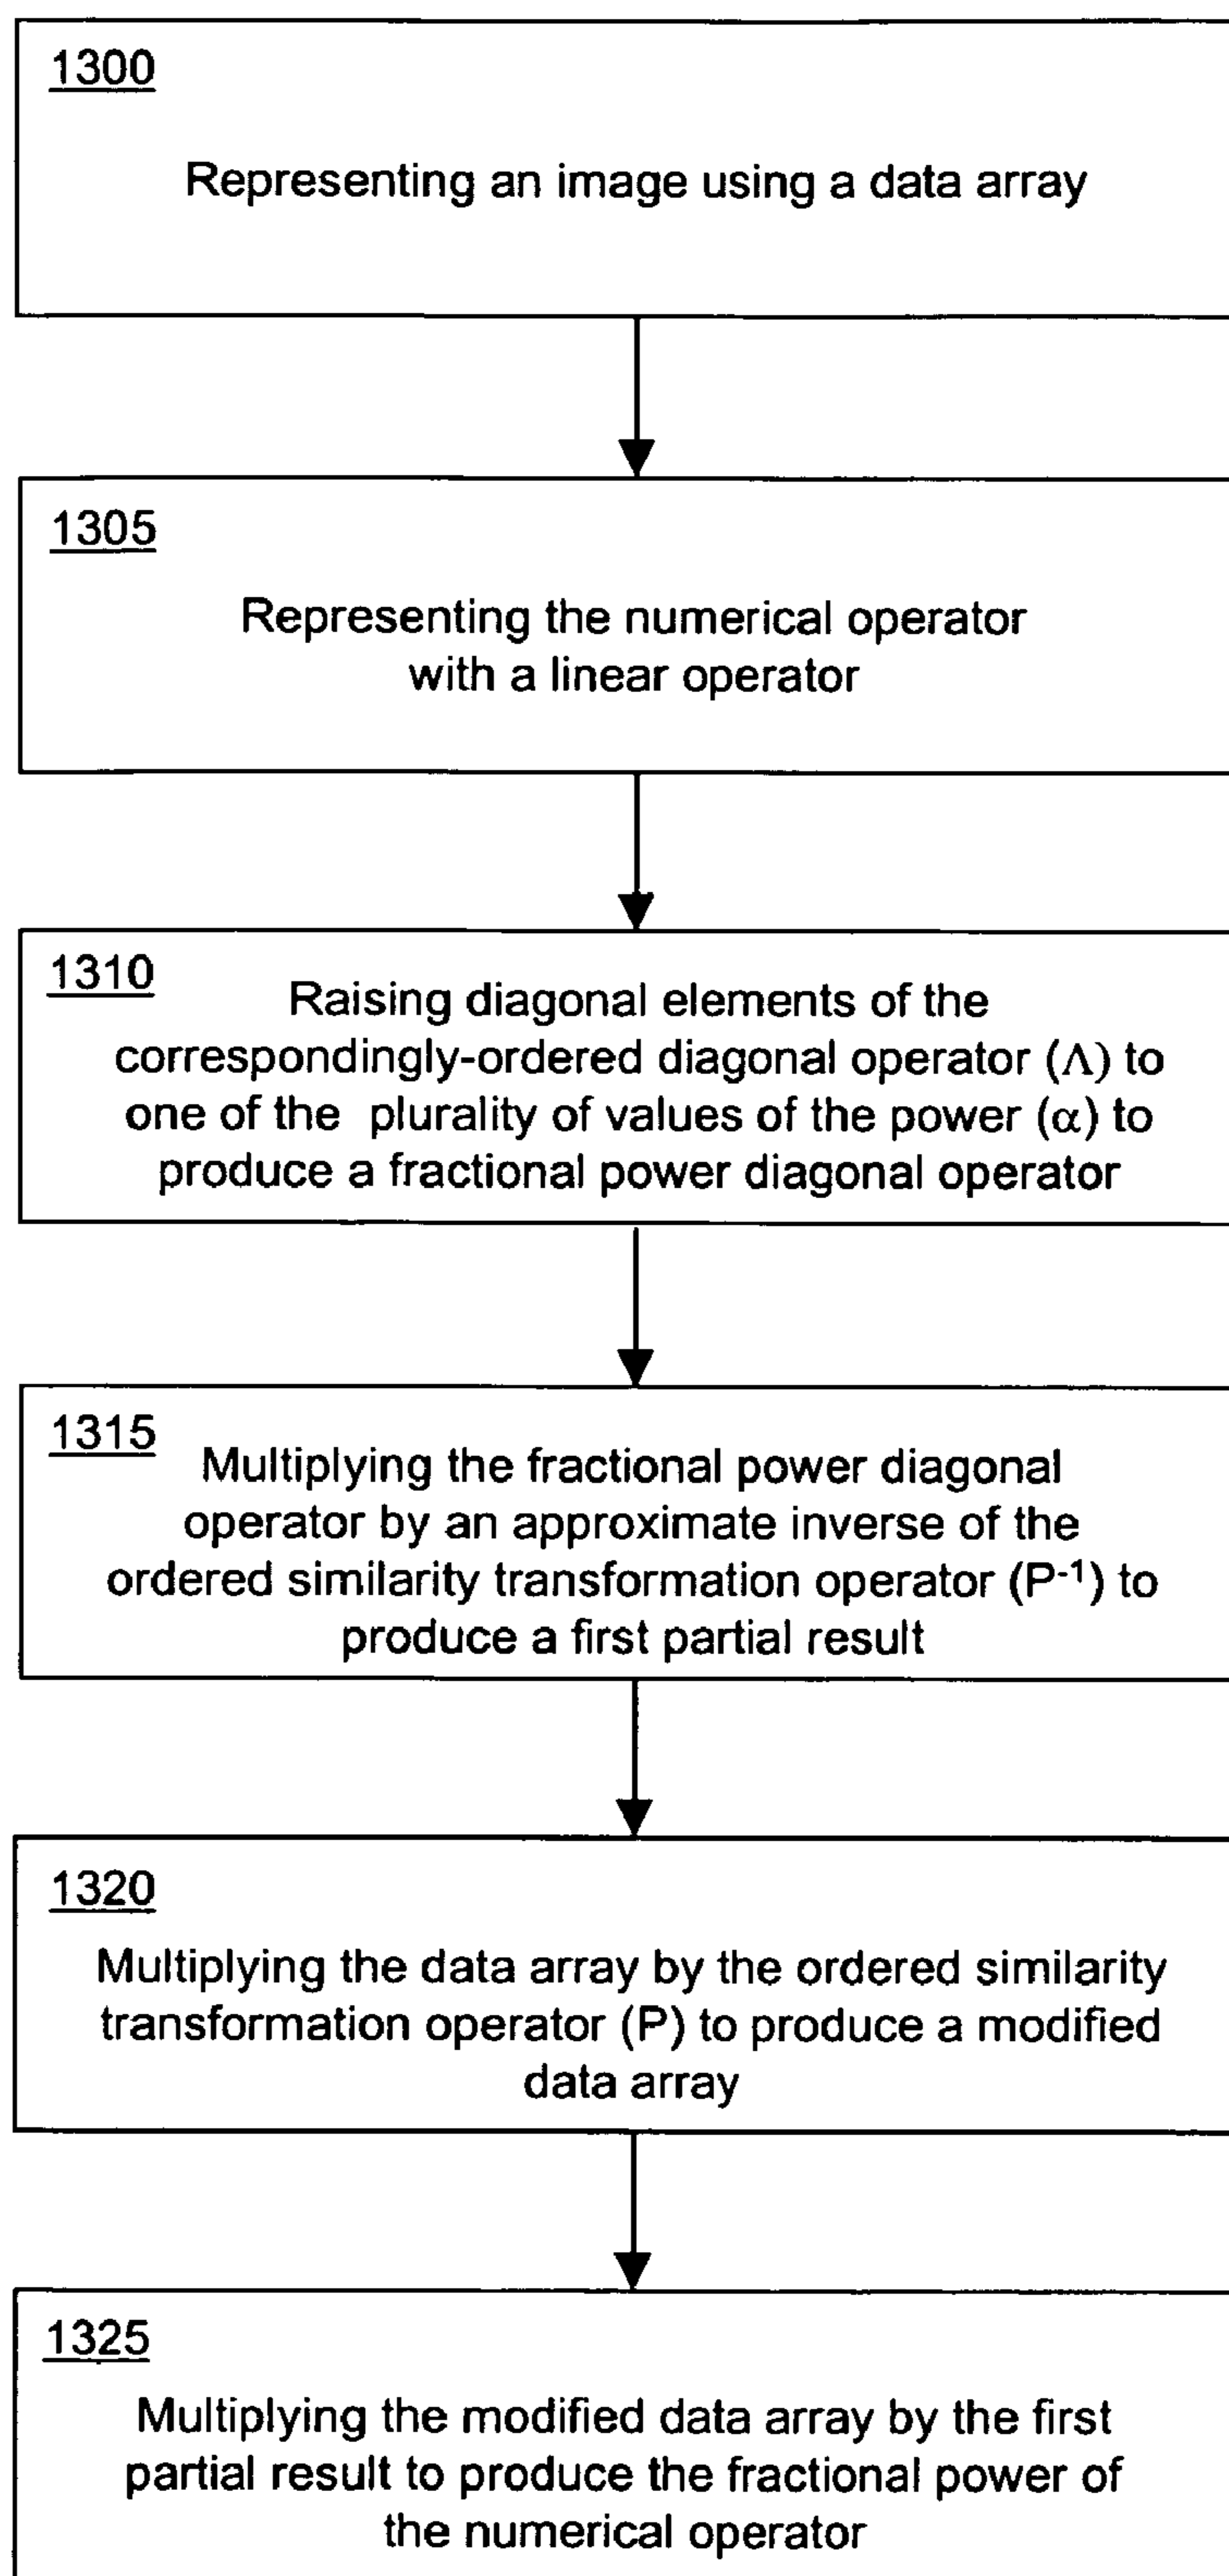 1300
Representing an image using a data array
1305
Representing the numerical operator
with a linear operator
1310
Raising diagonal elements of the
correspondingly-ordered diagonal operator (Λ) to
one of the plurality of values of the power (α) to
produce a fractional power diagonal operator
1315
Multiplying the fractional power diagonal
operator by an approximate inverse of the
ordered similarity transformation operator (P⁻¹) to
produce a first partial result
1320
Multiplying the data array by the ordered similarity
transformation operator (P) to produce a modified
data array
1325
Multiplying the modified data array by the first
partial result to produce the fractional power of
the numerical operator